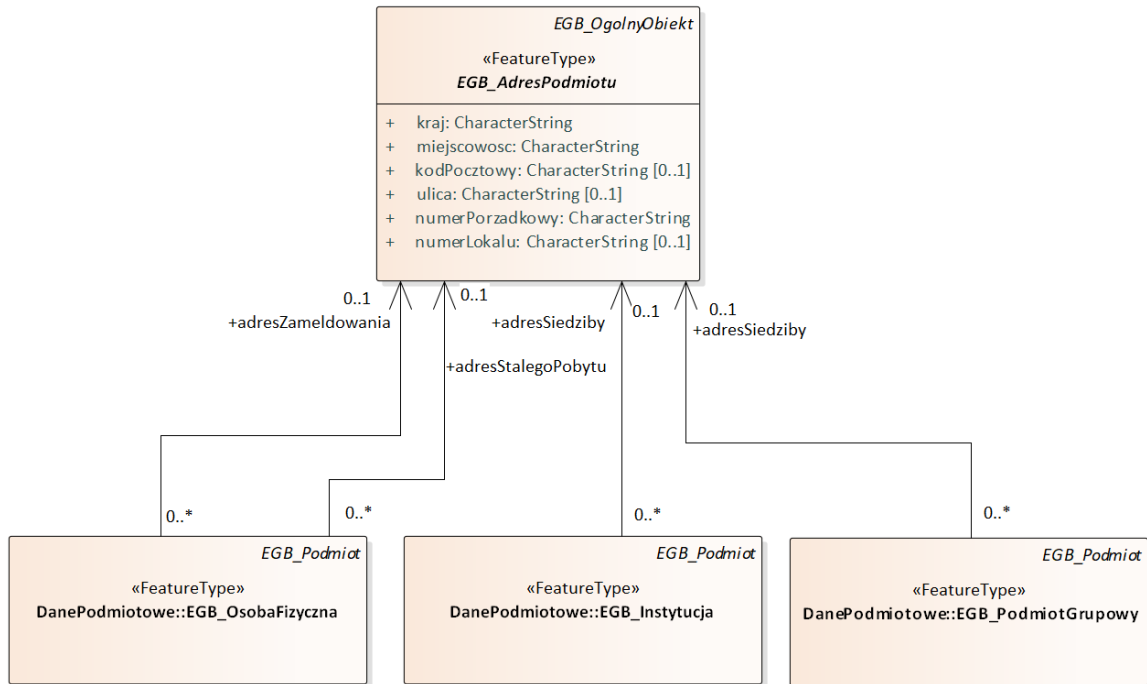 EGB_OgolnyObiekt
«FeatureType»
EGB_AdresPodmiotu
+ kraj: CharacterString
+ miejscowosc: CharacterString
+ kodPocztowy: CharacterString [0..1]
+ ulica: CharacterString [0..1]
+ numerPorzadkowy: CharacterString
+ numerLokalu: CharacterString [0..1]
0..1
+adresZameldowania
0..1
+adresStalegoPobytu
0..1
+adresSiedziby
0..1
+adresSiedziby
0..*
0..*
0..*
0..*
EGB_Podmiot
«FeatureType»
DanePodmiotowe::EGB_OsobaFizyczna
EGB_Podmiot
«FeatureType»
DanePodmiotowe::EGB_Instytucja
EGB_Podmiot
«FeatureType»
DanePodmiotowe::EGB_PodmiotGrupowy